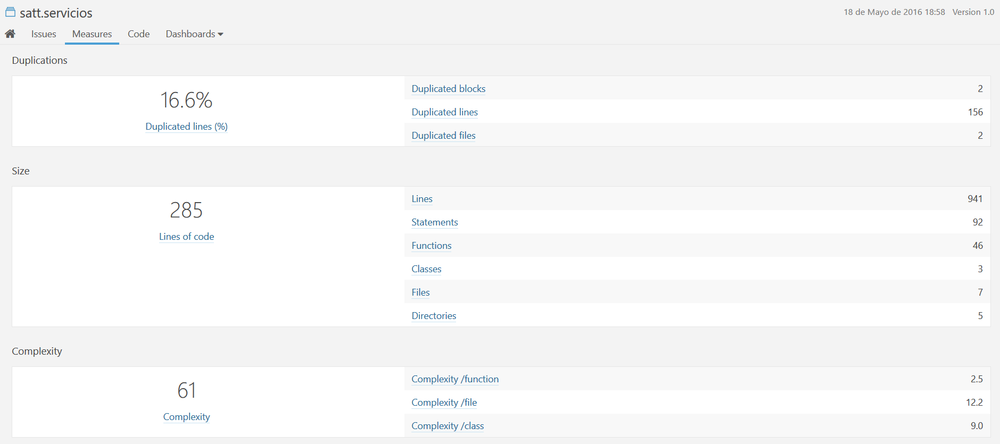 satt.servicios
18 de Mayo de 2016 18:58 Version 1.0
Issues Measures Code Dashboards
Duplications
16.6%
Duplicated lines (%)
Duplicated blocks 2
Duplicated lines 156
Duplicated files 2
Size
285
Lines of code
Lines 941
Statements 92
Functions 46
Classes 3
Files 7
Directories 5
Complexity
61
Complexity
Complexity /function 2.5
Complexity /file 12.2
Complexity /class 9.0